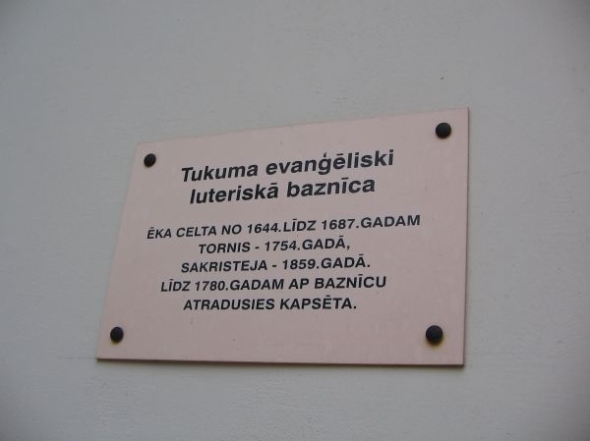 Tukuma evanģēliski
luteriskā baznīca
ĒKA CELTA NO 1644.LĪDZ 1687.GADAM
TORNIS - 1754.GADĀ,
SAKRISTEJA - 1859.GADĀ.
LĪDZ 1780.GADAM AP BAZNĪCU
ATRADUSIES KAPSĒTA.